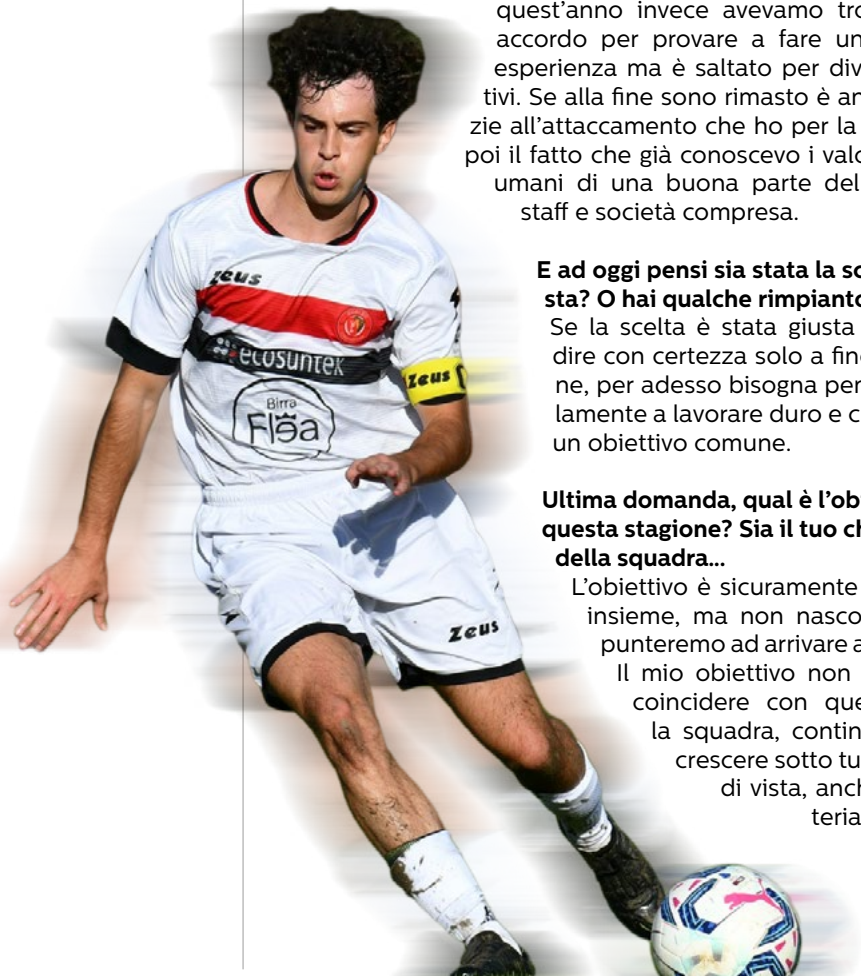 quest'anno invece avevamo tro
accordo per provare a fare un
esperienza ma è saltato per div
tivi. Se alla fine sono rimasto è an
zie all'attaccamento che ho per la
poi il fatto che già conoscevo i valo
umani di una buona parte del
staff e società compresa.
E ad oggi pensi sia stata la sc
sta? O hai qualche rimpianto
Se la scelta è stata giusta
dire con certezza solo a fine
ne, per adesso bisogna per
lamente a lavorare duro e c
un obiettivo comune.
Ultima domanda, qual è l'ob
questa stagione? Sia il tuo ch
della squadra...
L'obiettivo è sicuramente
insieme, ma non nasco
punteremo ad arrivare a
Il mio obiettivo non
coincidere con que
la squadra, contin
crescere sotto tu
di vista, anch
teria
zeus
ecosuntek
zeus
Birra
Flea
zeus